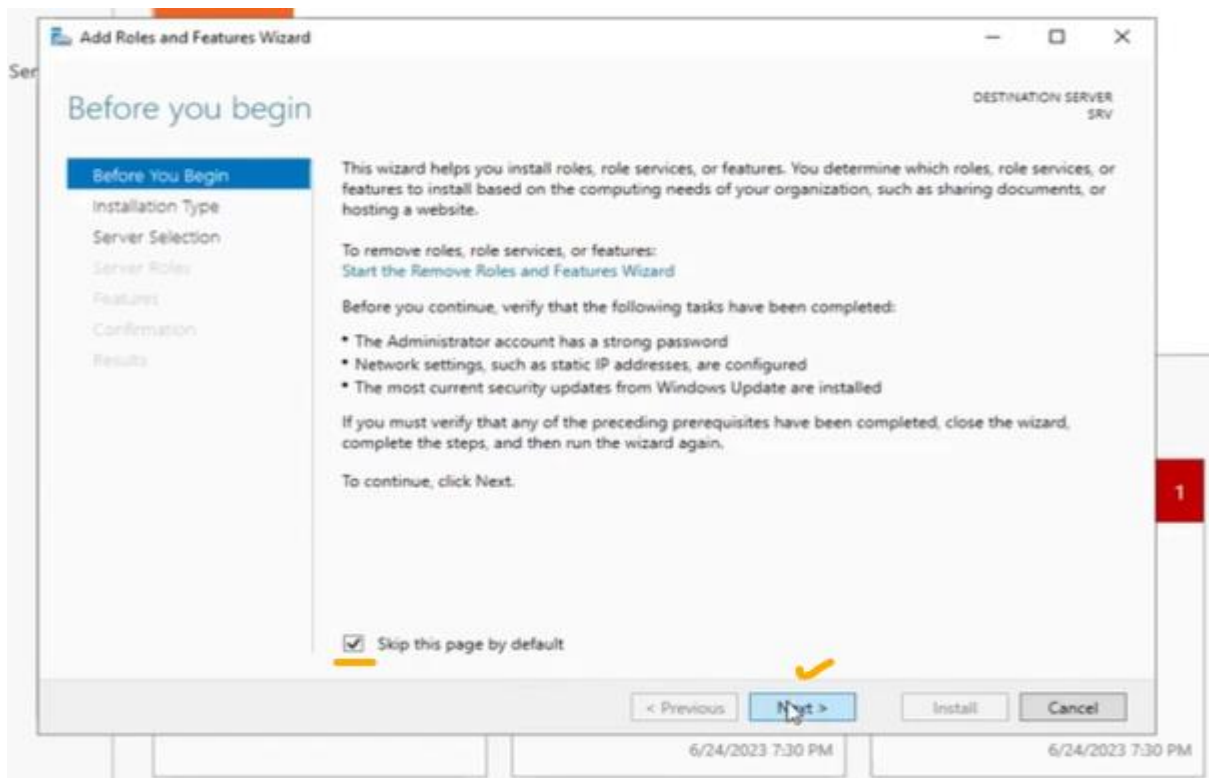 Add Roles and Features Wizard
Ser
Before you begin
DESTINATION SERVER
SRV
Before You Begin
Installation Type
Server Selection
Server Roles
Features
Confirmation
Results
This wizard helps you install roles, role services, or features. You determine which roles, role services, or
features to install based on the computing needs of your organization, such as sharing documents, or
hosting a website.
To remove roles, role services, or features:
Start the Remove Roles and Features Wizard
Before you continue, verify that the following tasks have been completed:
• The Administrator account has a strong password
• Network settings, such as static IP addresses, are configured
• The most current security updates from Windows Update are installed
If you must verify that any of the preceding prerequisites have been completed, close the wizard,
complete the steps, and then run the wizard again.
To continue, click Next.
1
Skip this page by default
< Previous
Next >
Install
Cancel
6/24/2023 7:30 PM
6/24/2023 7:30 PM